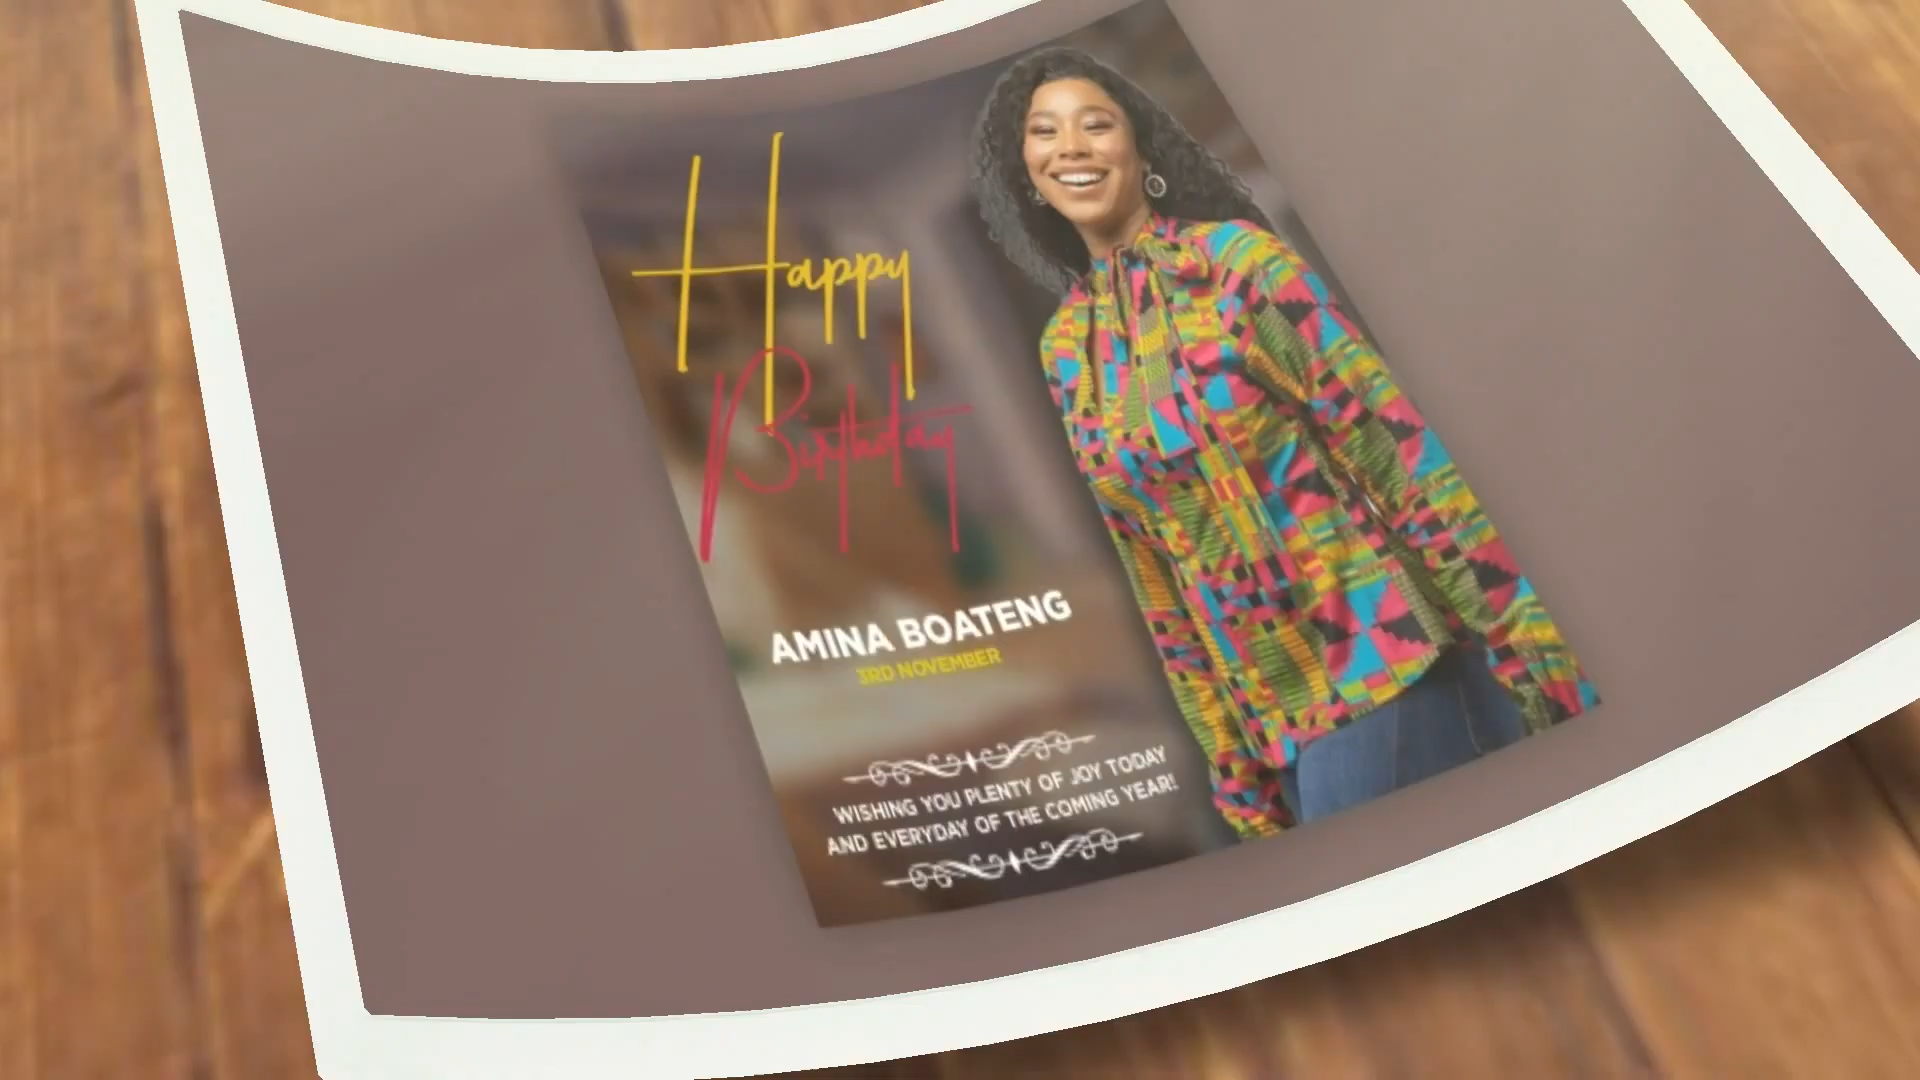 Happy
Birthday
AMINA BOATENG
3RD NOVEMBER
WISHING YOU PLENTY OF JOY TODAY
AND EVERYDAY OF THE COMING YEAR!